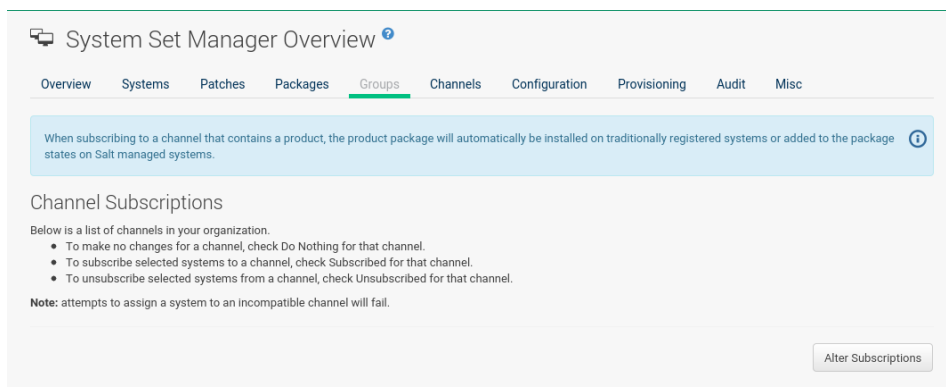 System Set Manager Overview ?
Overview Systems Patches Packages Groups Channels Configuration Provisioning Audit Misc
When subscribing to a channel that contains a product, the product package will automatically be installed on traditionally registered systems or added to the package
states on Salt managed systems.
Channel Subscriptions
Below is a list of channels in your organization.
• To make no changes for a channel, check Do Nothing for that channel.
• To subscribe selected systems to a channel, check Subscribed for that channel.
• To unsubscribe selected systems from a channel, check Unsubscribed for that channel.
Note: attempts to assign a system to an incompatible channel will fail.
Alter Subscriptions